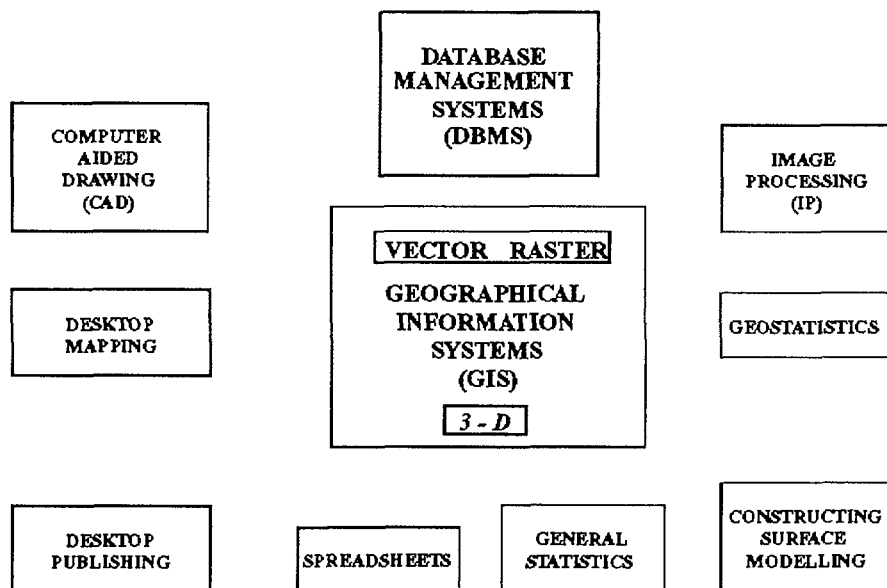 DATABASE
MANAGEMENT
SYSTEMS
(DBMS)
COMPUTER
AIDED
DRAWING
(CAD)
IMAGE
PROCESSING
(IP)
VECTOR RASTER
GEOGRAPHICAL
INFORMATION
SYSTEMS
(GIS)
3 - D
DESKTOP
MAPPING
GEOSTATISTICS
DESKTOP
PUBLISHING
SPREADSHEETS
GENERAL
STATISTICS
CONSTRUCTING
SURFACE
MODELLING